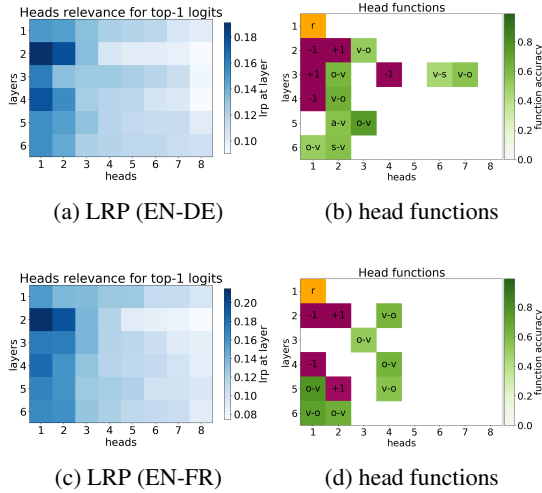 Heads relevance for top-1 logits
1
2
3
4
5
6
layers
1 2 3 4 5 6 7 8
heads
0.18
0.16
0.14
0.12
0.10
lrp at layer
(a) LRP (EN-DE)
Head functions
1 r
2 -1 +1 v-o
3 +1 o-v -1 v-s v-o
4 -1 v-o
5 a-v o-v
6 o-v s-v
layers
1 2 3 4 5 6 7 8
heads
0.8
0.6
0.4
0.2
0.0
function accuracy
(b) head functions
Heads relevance for top-1 logits
1
2
3
4
5
6
layers
1 2 3 4 5 6 7 8
heads
0.20
0.18
0.16
0.14
0.12
0.10
0.08
lrp at layer
(c) LRP (EN-FR)
Head functions
1 r
2 -1 +1 v-o
3 o-v
4 -1 o-v
5 o-v +1 v-o
6 v-o o-v
layers
1 2 3 4 5 6 7 8
heads
0.8
0.6
0.4
0.2
0.0
function accuracy
(d) head functions